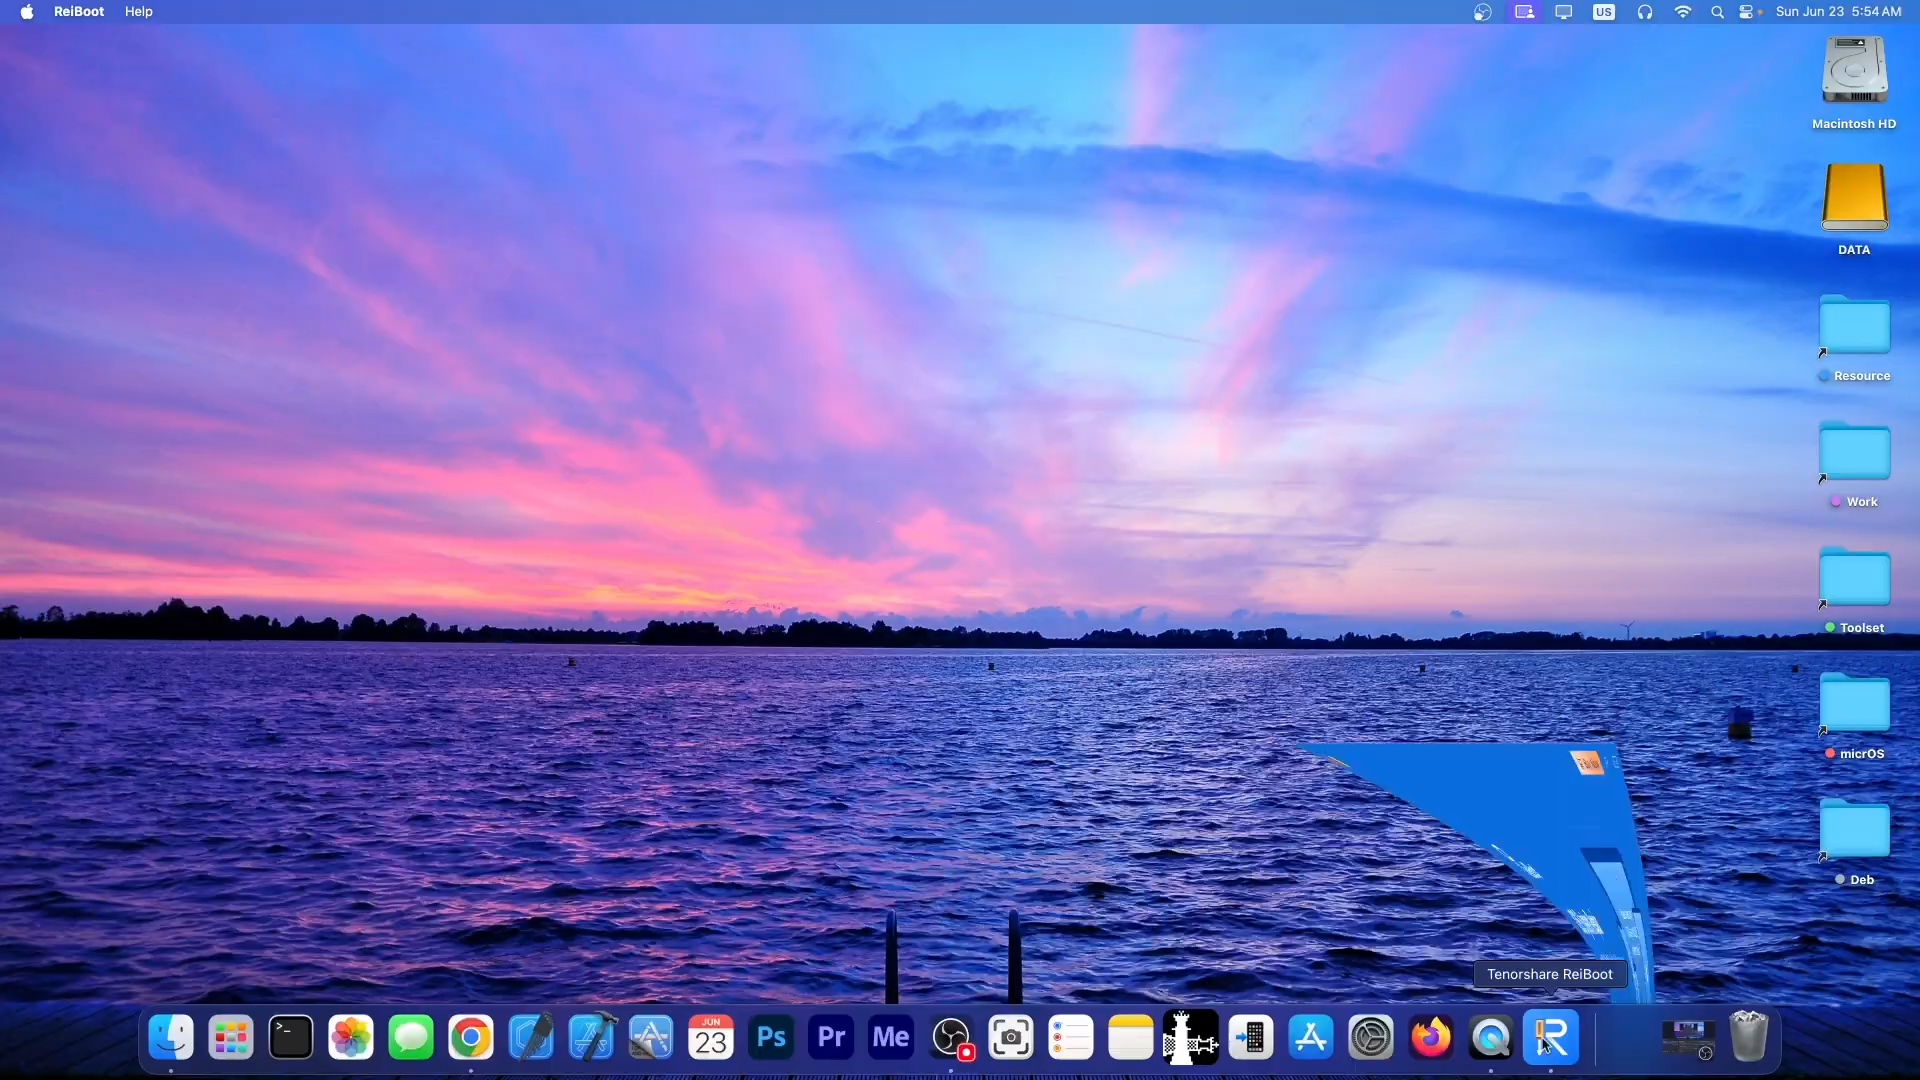 ReiBoot Help US Sun Jun 23 5:54 AM
Macintosh HD
DATA
Resource
Work
Toolset
micrOS
Deb
Tenorshare ReiBoot
>_
JUN
23
Ps
Pr
Me
R